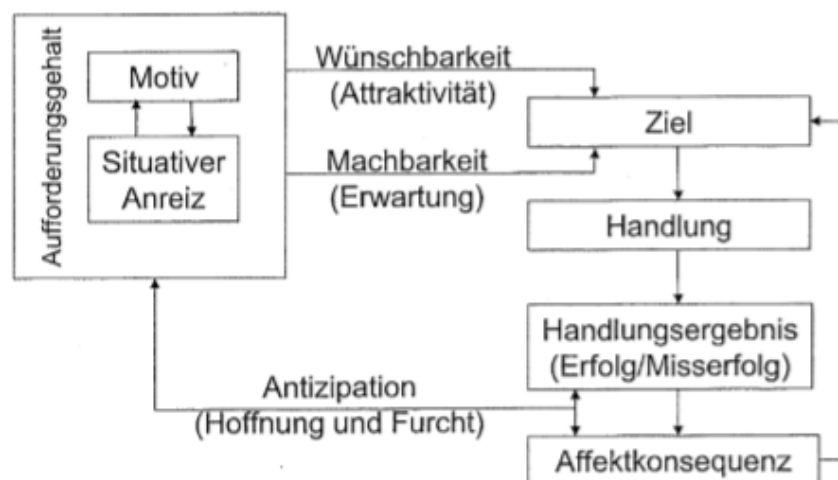 Aufforderungsgehalt
Motiv
Situativer
Anreiz
Wünschbarkeit
(Attraktivität)
Machbarkeit
(Erwartung)
Ziel
Handlung
Handlungsergebnis
(Erfolg/Misserfolg)
Antizipation
(Hoffnung und Furcht)
Affektkonsequenz